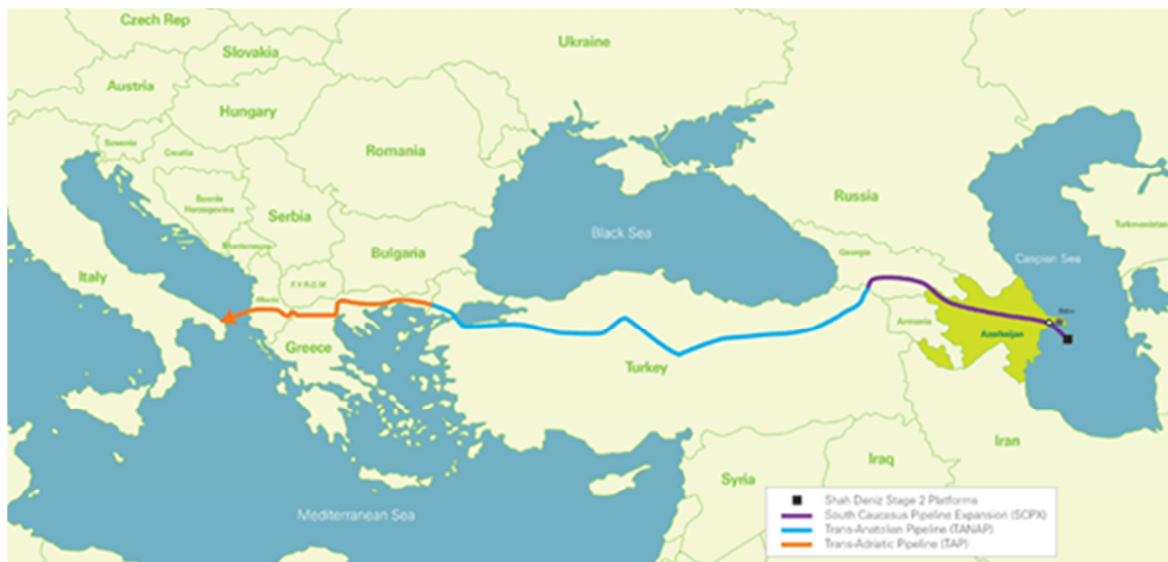 Czech Rep
Slovakia
Ukraine
Austria
Hungary
Slovenia
Croatia
Romania
Bosnia
Herzegovina
Serbia
Russia
Turkmenistan
Montenegro
Bulgaria
Black Sea
Georgia
Caspian Sea
Italy
F.Y.R.O.M
Albania
Baku
Armenia
Azerbaijan
Greece
Turkey
Iran
Iraq
Syria
Mediterranean Sea
Shah Deniz Stage 2 Platforms
South Caucasus Pipeline Expansion (SCPX)
Trans-Anatolian Pipeline (TANAP)
Trans-Adriatic Pipeline (TAP)